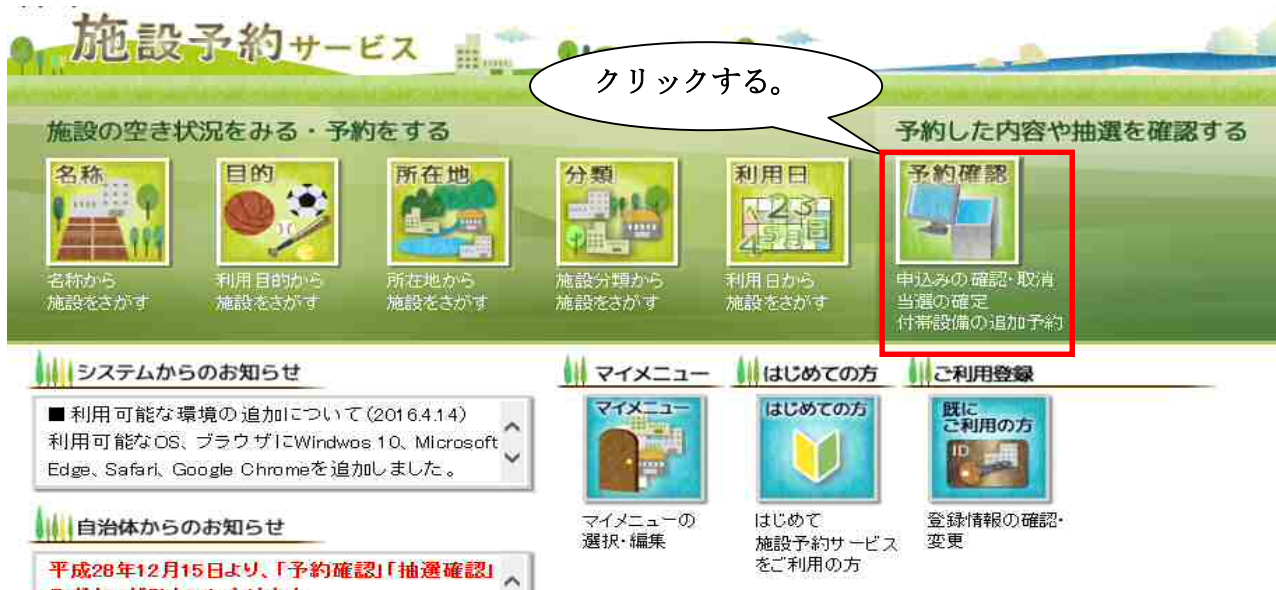 施設予約サービス
クリックする。
施設の空き状況をみる・予約をする
予約した内容や抽選を確認する
名称
目的
所在地
分類
利用日
予約確認
名称から
施設をさがす
利用目的から
施設をさがす
所在地から
施設をさがす
施設分類から
施設をさがす
利用日から
施設をさがす
申込みの確認・取消
当選の確定
付帯設備の追加予約
システムからのお知らせ
■利用可能な環境の追加について(2016.4.14)
利用可能なOS、ブラウザにWindwos 10、Microsoft
Edge、Safari、Google Chromeを追加しました。
自治体からのお知らせ
平成28年12月15日より、「予約確認」「抽選確認」
マイメニュー
マイメニュー
マイメニューの
選択・編集
はじめての方
はじめての方
はじめて
施設予約サービス
をご利用の方
ご利用登録
既に
ご利用の方
ID
登録情報の確認・
変更